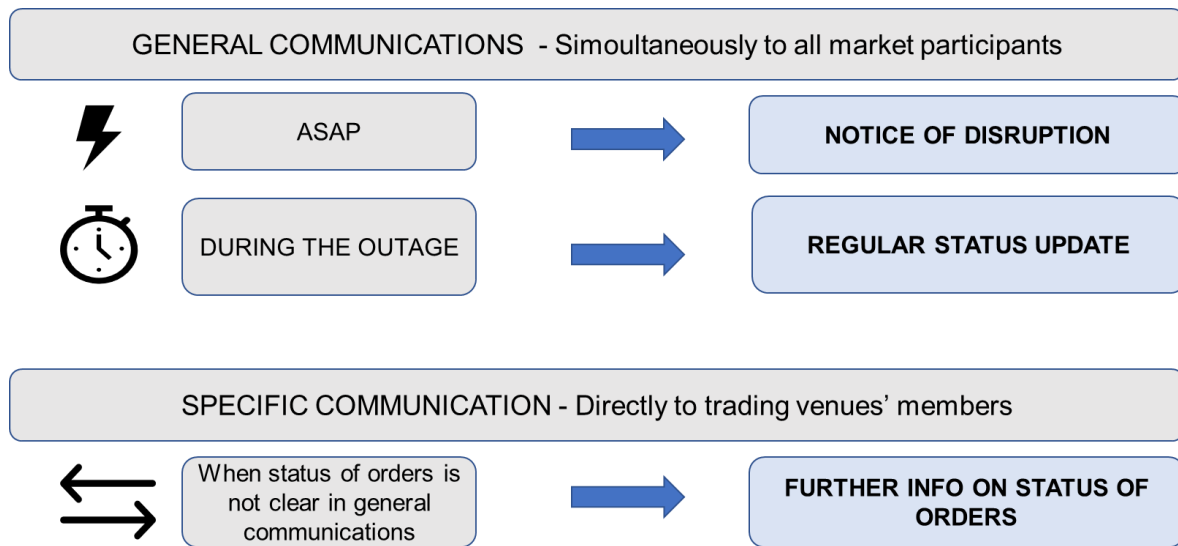 GENERAL COMMUNICATIONS - Simoultaneously to all market participants
ASAP
NOTICE OF DISRUPTION
DURING THE OUTAGE
REGULAR STATUS UPDATE
SPECIFIC COMMUNICATION - Directly to trading venues’ members
When status of orders is
not clear in general
communications
FURTHER INFO ON STATUS OF
ORDERS